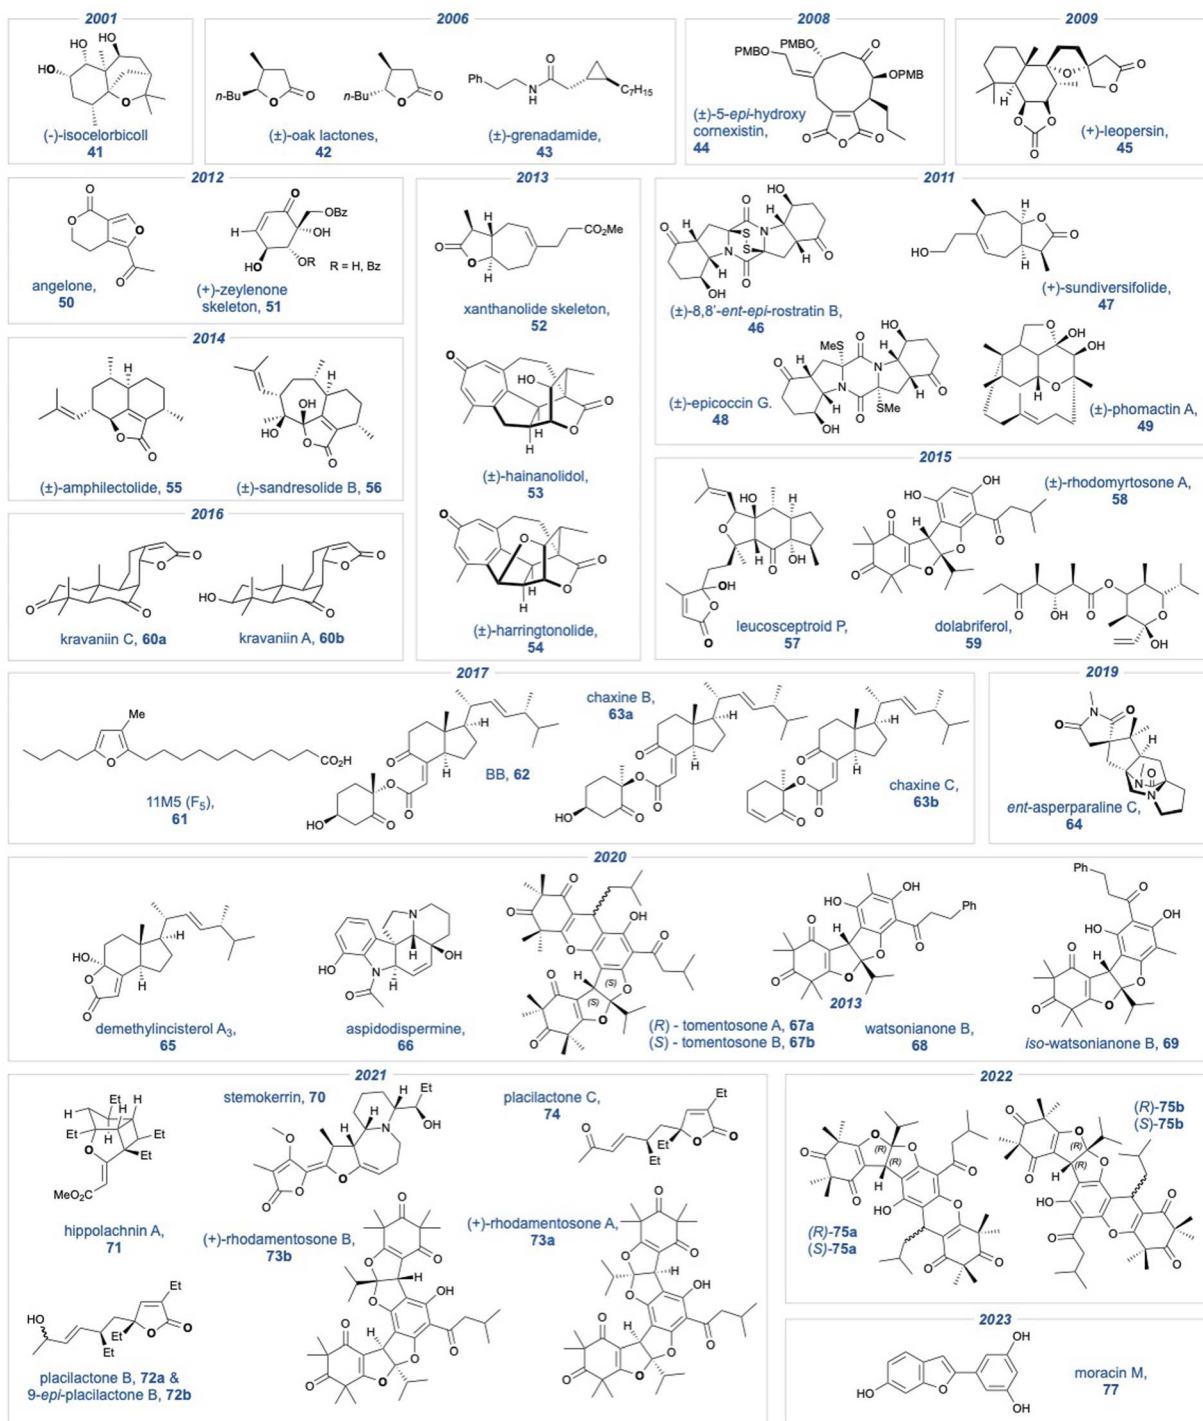 2001
HO
HO
HO
O
(-)-isocelorbicoll
41
2006
n-Bu
O
O
n-Bu
O
O
(±)-oak lactones,
42
Ph
N
H
O
C7H15
(±)-grenadamide,
43
2008
PMBO
PMBO
O
OPMB
O
O
O
(±)-5-epi-hydroxy
cornexistin,
44
2009
O
O
O
H
O
O
O
(+)-leopersin,
45
2012
O
O
O
O
angelone,
50
O
OBz
OH
H
HO
OR
R = H, Bz
(+)-zeylenone
skeleton, 51
2013
H
O
O
H
CO2Me
xanthanolide skeleton,
52
O
HO
O
O
H
H
(±)-hainanolidol,
53
O
O
O
O
H
H
(±)-harringtonolide,
54
2011
HO
O
H
H
O
S
N
N
S
H
H
O
O
OH
(±)-8,8'-ent-epi-rostratin B,
46
H
O
O
HO
H
(+)-sundiversifolide,
47
HO
MeS
O
H
H
O
N
N
H
H
O
O
SMe
OH
(±)-epicoccin G.
48
O
OH
OH
O
H
(±)-phomactin A,
49
2014
H
O
O
(±)-amphilectolide, 55
H
OH
HO
O
O
(±)-sandresolide B, 56
2015
HO
H
O
H
O
OH
OH
O
O
leucosceptroid P,
57
HO
OH
O
O
H
O
O
O
(±)-rhodomyrtosone A,
58
O
O
OH
O
O
OH
dolabriferol,
59
2016
O
O
O
O
kravaniin C, 60a
O
O
HO
O
kravaniin A, 60b
2017
Me
O
CO2H
11M5 (F5),
61
H
H
O
O
O
HO
O
BB, 62
chaxine B,
63a
H
H
O
O
O
HO
O
H
H
O
O
O
O
chaxine C,
63b
2019
N
O
O
H
N
O
N
ent-asperparaline C,
64
2020
H
HO
O
H
O
demethylincisterol A3,
65
N
H
OH
HO
N
H
O
aspidodispermine,
66
O
O
OH
O
O
O
H
(S)
O
(S)
O
O
(R) - tomentosone A, 67a
(S) - tomentosone B, 67b
HO
OH
O
Ph
O
H
O
O
O
2013
watsonianone B,
68
Ph
O
HO
OH
O
H
O
O
O
iso-watsonianone B, 69
2021
H
Et
H
H
Et
Et
O
Et
MeO2C
hippolachnin A,
71
stemokerrin, 70
H
Et
H
OH
N
H
O
O
O
O
placilactone C,
74
Et
O
Et
O
O
Et
(+)-rhodamentosone B,
73b
O
O
O
O
H
O
OH
H
O
O
O
O
O
(+)-rhodamentosone A,
73a
O
O
O
O
H
O
OH
H
O
O
O
O
O
Et
HO
Et
O
O
Et
placilactone B, 72a &
9-epi-placilactone B, 72b
2022
O
O
O
(R)
(R)
H
O
O
HO
O
O
O
O
(R)-75a
(S)-75a
(R)-75b
(S)-75b
O
O
(R)
(R)
O
H
O
HO
O
O
O
O
O
2023
OH
HO
O
OH
moracin M,
77